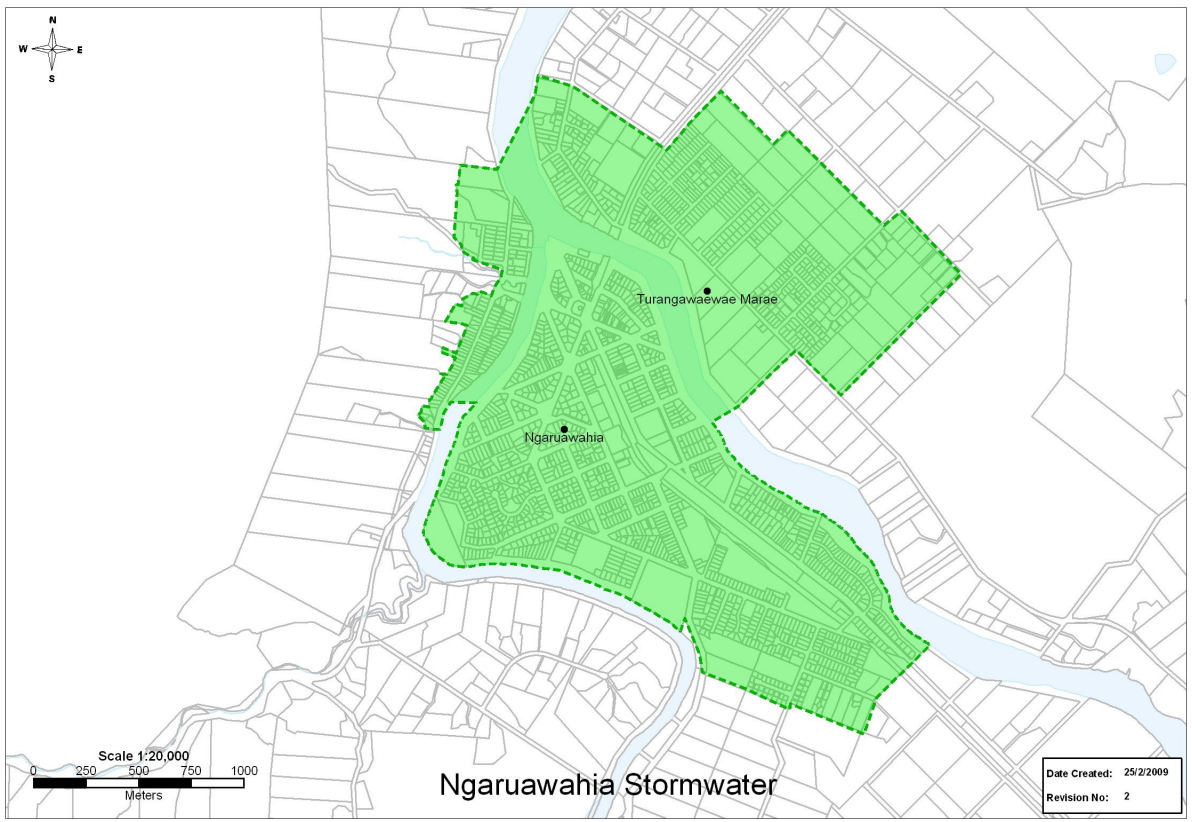 N
W E
S
Turangawaewae Marae
Ngaruawahia
Scale 1:20,000
0 250 500 750 1000
Meters
Ngaruawahia Stormwater
Date Created: 25/2/2009
Revision No: 2